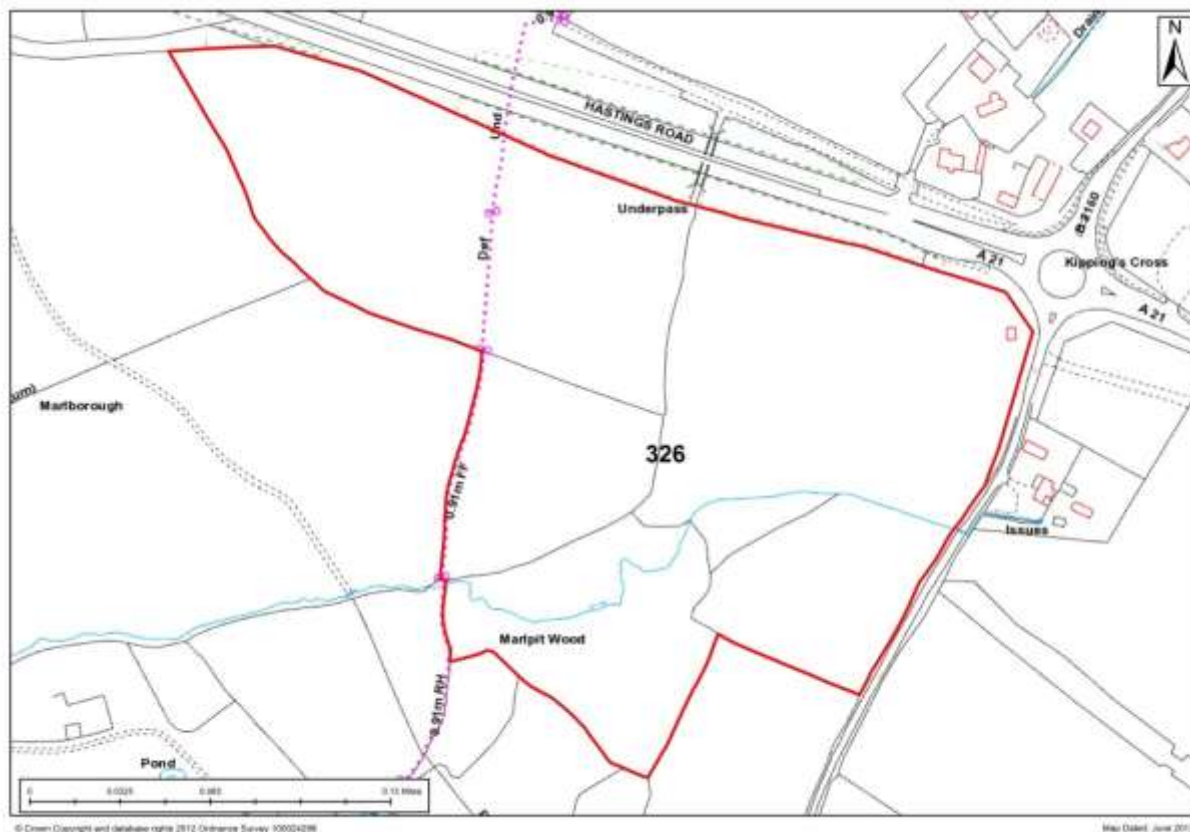 N
Drain
HASTINGS ROAD
Und
Underpass
B 2160
Def
A 21
Kipping's Cross
A 21
Marlborough
326
0.91m FF
Issues
Marlpit Wood
0.91m RH
Pond
0
0.0325
0.065
0.13 Miles
© Crown Copyright and database rights 2012 Ordnance Survey 100024298
Map Dated: June